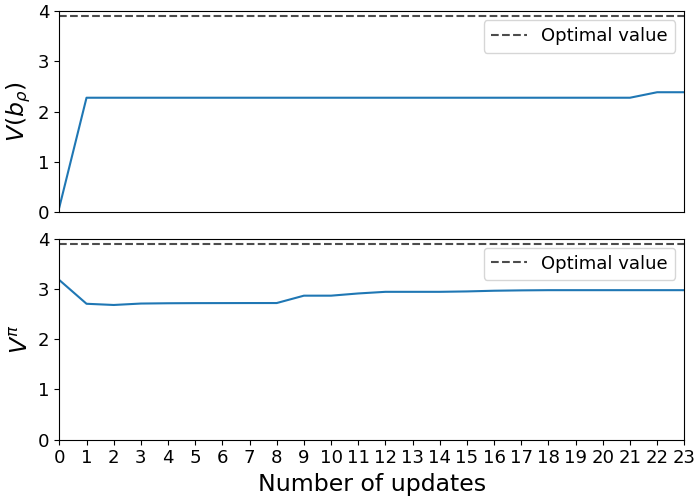 4
Optimal value
3
2
1
0
V(bρ)
4
Optimal value
3
2
1
0
Vπ
0 1 2 3 4 5 6 7 8 9 10 11 12 13 14 15 16 17 18 19 20 21 22 23
Number of updates